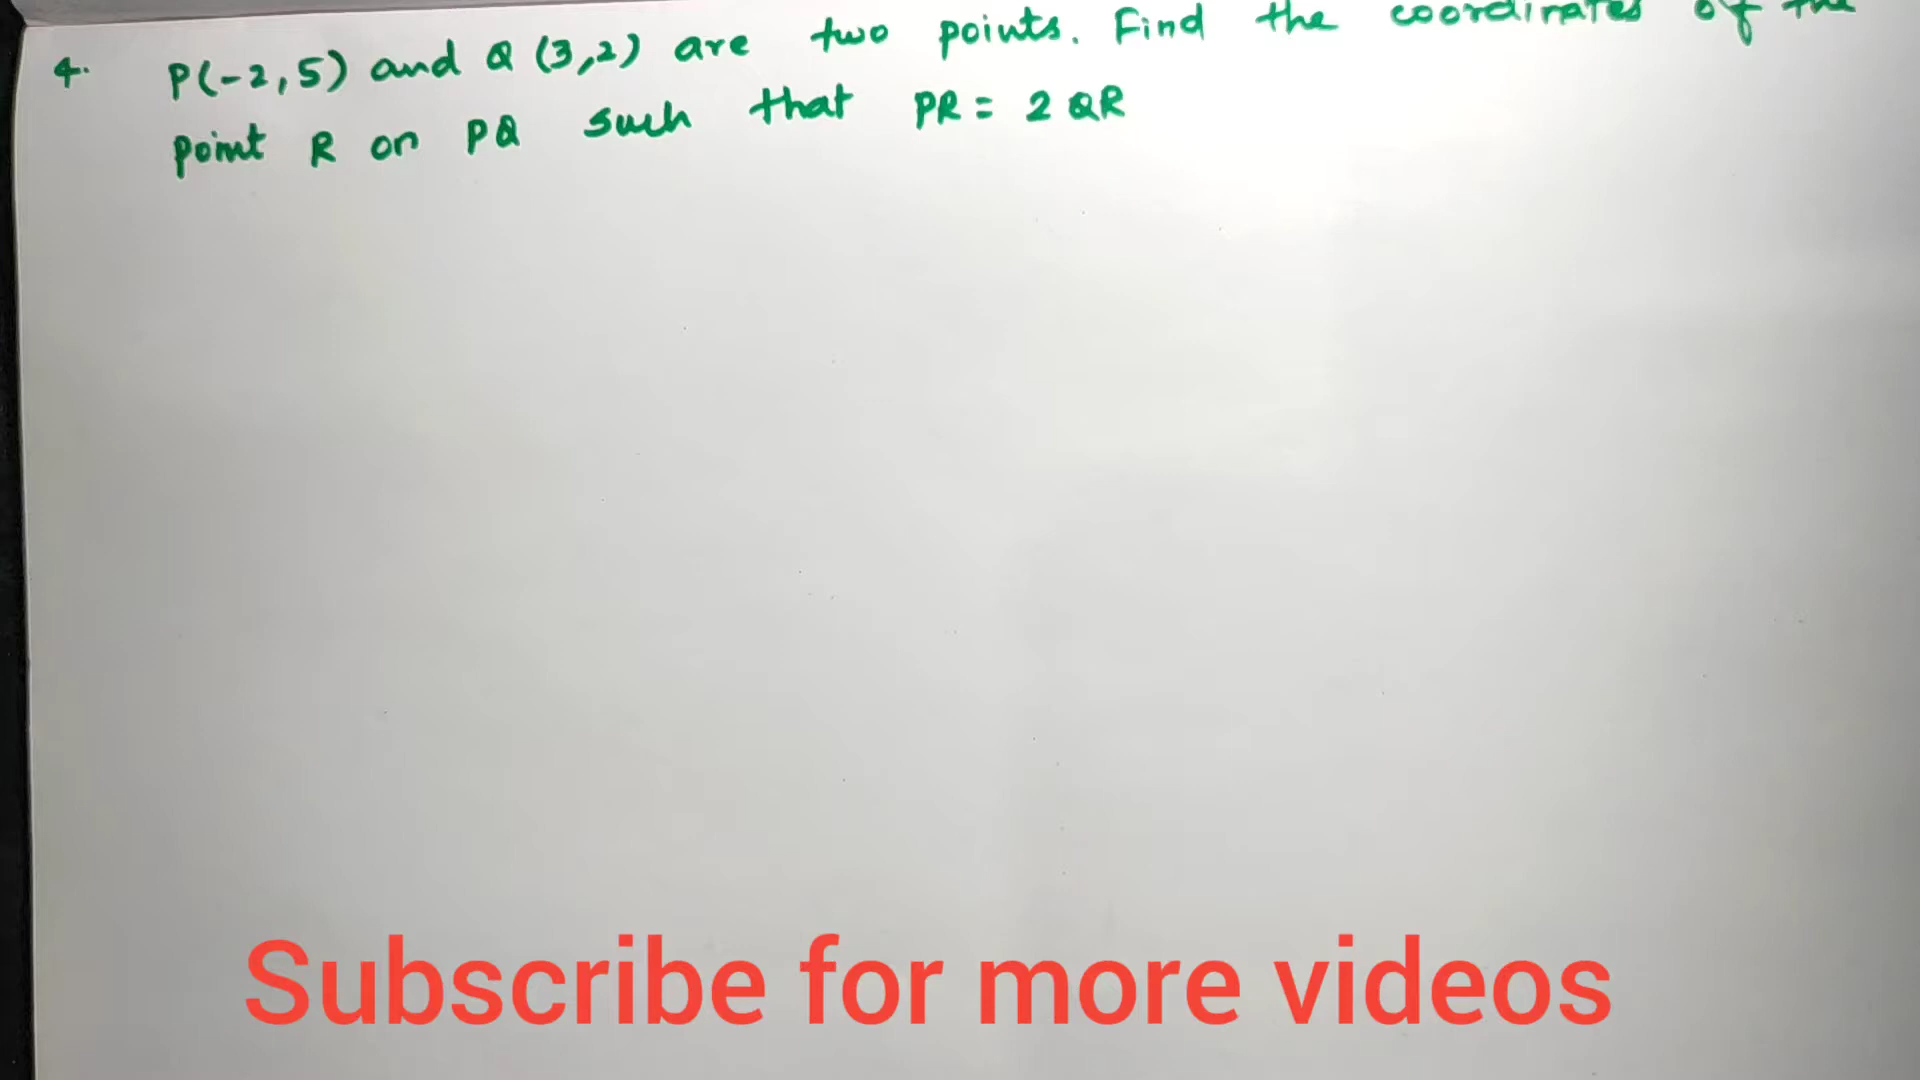 4. P(-2,5) and Q (3,2) are two points. Find the coordinates of the
point R on PQ such that PR = 2 QR
Subscribe for more videos